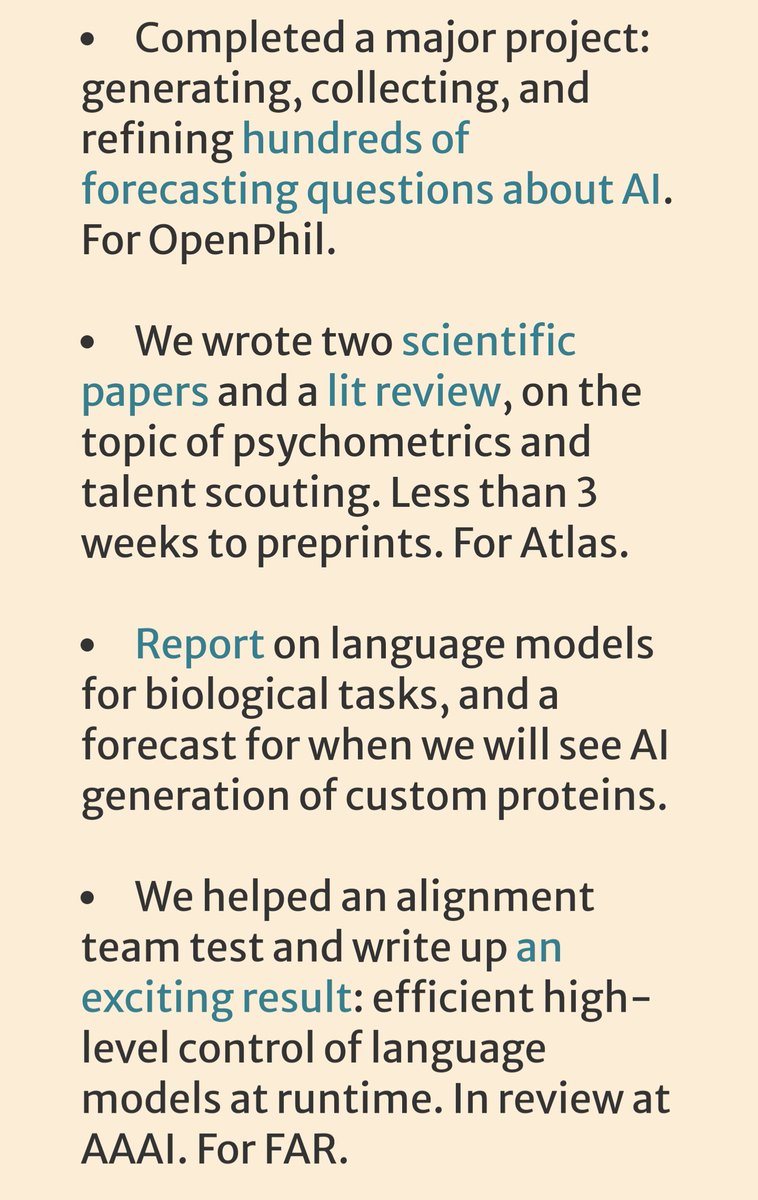 • Completed a major project:
generating, collecting, and
refining hundreds of
forecasting questions about AI.
For OpenPhil.
• We wrote two scientific
papers and a lit review, on the
topic of psychometrics and
talent scouting. Less than 3
weeks to preprints. For Atlas.
• Report on language models
for biological tasks, and a
forecast for when we will see AI
generation of custom proteins.
• We helped an alignment
team test and write up an
exciting result: efficient high-
level control of language
models at runtime. In review at
AAAI. For FAR.